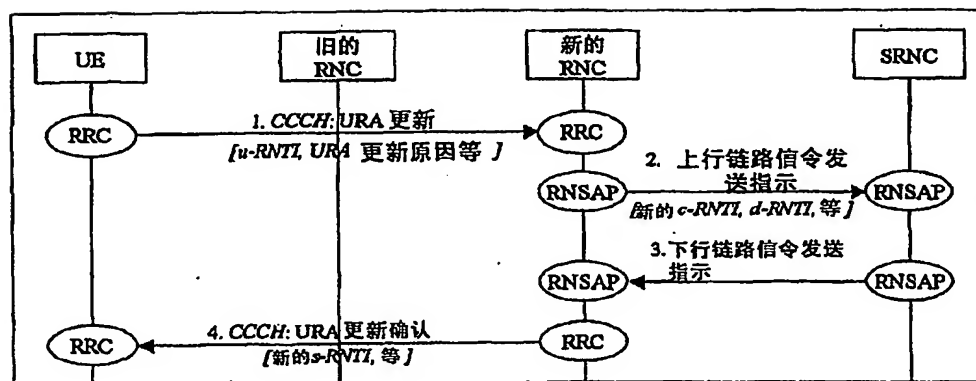 UE
旧的
RNC
新的
RNC
SRNC
RRC
1. CCCH: URA 更新
RRC
[u-RNTI, URA 更新原因等 ]
2. 上行链路信令发
送指示
RNSAP
RNSAP
[新的 c-RNTI, d-RNTI, 等 ]
3.下行链路信令发送
指示
RNSAP
RNSAP
4. CCCH: URA 更新确认
RRC
RRC
[新的s-RNTI, 等 ]